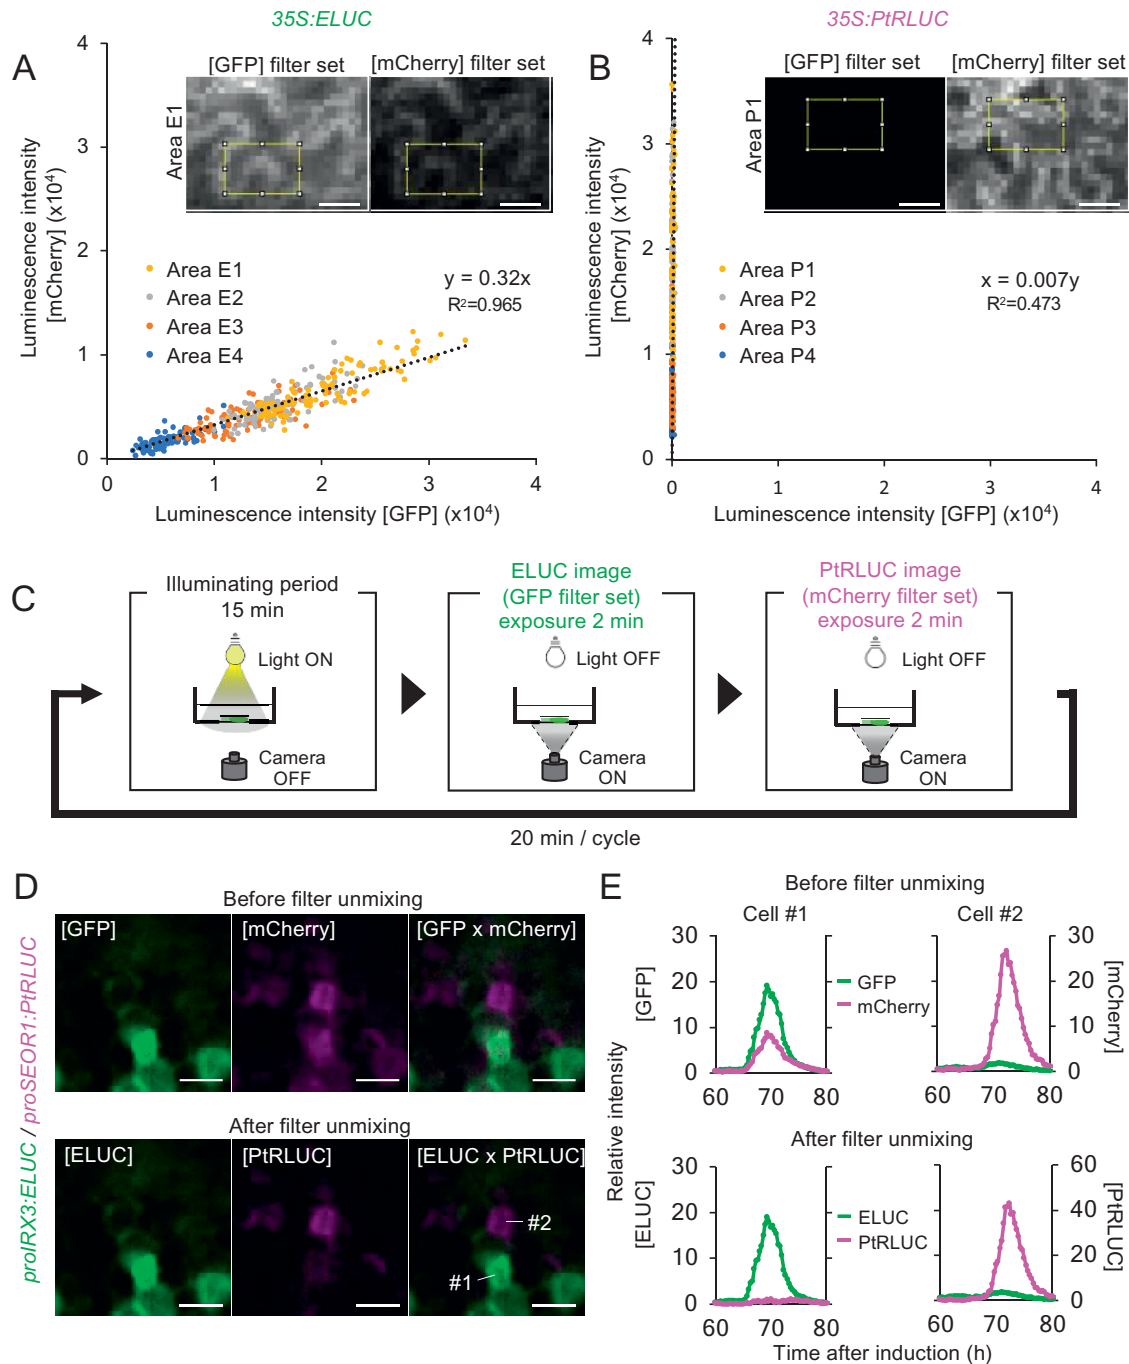 35S:ELUC
A
[GFP] filter set
[mCherry] filter set
Area E1
Luminescence intensity
[mCherry] (x10⁴)
4
3
2
1
0
Area E1
Area E2
Area E3
Area E4
y = 0.32x
R²=0.965
0 1 2 3 4
Luminescence intensity [GFP] (x10⁴)
35S:PtRLUC
B
[GFP] filter set
[mCherry] filter set
Area P1
Luminescence intensity
[mCherry] (x10⁴)
4
3
2
1
0
Area P1
Area P2
Area P3
Area P4
x = 0.007y
R²=0.473
0 1 2 3 4
Luminescence intensity [GFP] (x10⁴)
C
Illuminating period
15 min
Light ON
Camera
OFF
ELUC image
(GFP filter set)
exposure 2 min
Light OFF
Camera
ON
PtRLUC image
(mCherry filter set)
exposure 2 min
Light OFF
Camera
ON
20 min / cycle
D
proIRX3:ELUC / proSEOR1:PtRLUC
Before filter unmixing
[GFP]
[mCherry]
[GFP x mCherry]
After filter unmixing
[ELUC]
[PtRLUC]
[ELUC x PtRLUC]
#2
#1
E
Before filter unmixing
Cell #1
Cell #2
Relative intensity
[GFP]
30
20
10
0
60 70 80
GFP
mCherry
30
20
10
0
60 70 80
[mCherry]
After filter unmixing
[ELUC]
30
20
10
0
60 70 80
ELUC
PtRLUC
60
40
20
0
60 70 80
[PtRLUC]
Time after induction (h)